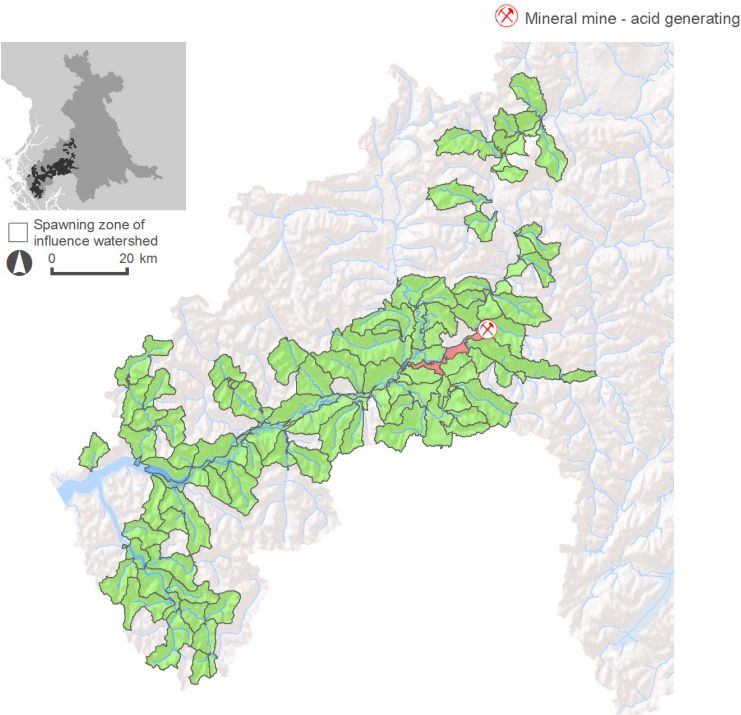 Mineral mine - acid generating
Spawning zone of
influence watershed
0 20 km